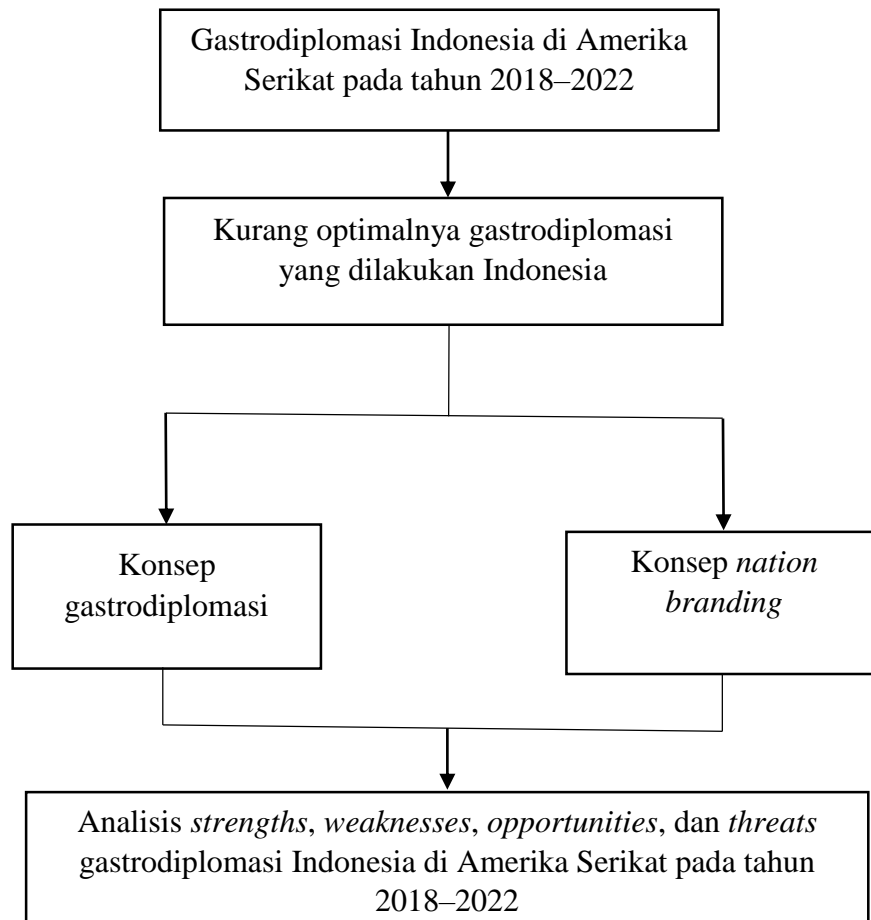 Gastrodiplomasi Indonesia di Amerika
Serikat pada tahun 2018–2022
Kurang optimalnya gastrodiplomasi
yang dilakukan Indonesia
Konsep
gastrodiplomasi
Konsep nation
branding
Analisis strengths, weaknesses, opportunities, dan threats
gastrodiplomasi Indonesia di Amerika Serikat pada tahun
2018–2022